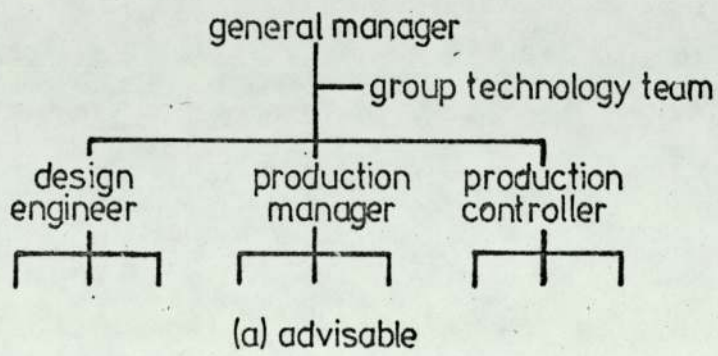 general manager
group technology team
design
engineer
production
manager
production
controller
(a) advisable